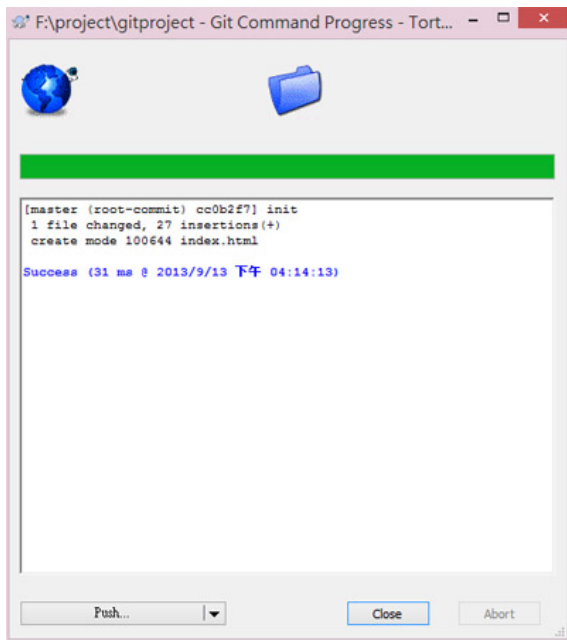 F:\project\gitproject - Git Command Progress - Tort...
[master (root-commit) cc0b2f7] init
1 file changed, 27 insertions(+)
create mode 100644 index.html
Success (31 ms @ 2013/9/13 下午 04:14:13)
Push...
Close
Abort